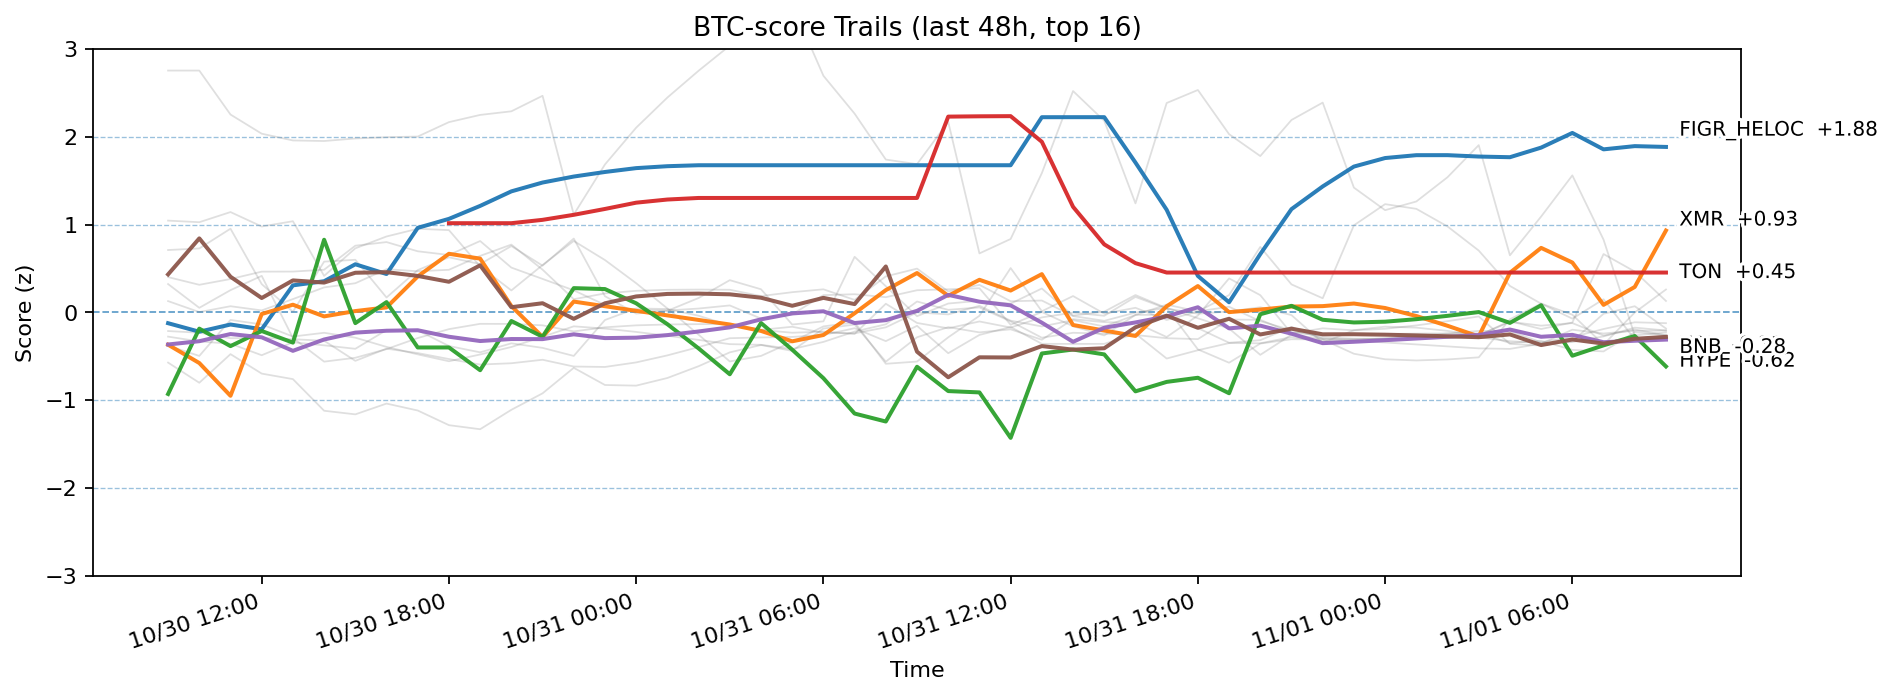 BTC-score Trails (last 48h, top 16)
Score (z)
3
2
1
0
−1
−2
−3
FIGR_HELOC +1.88
XMR +0.93
TON +0.45
BNB -0.28
HYPE -0.62
10/30 12:00
10/30 18:00
10/31 00:00
10/31 06:00
10/31 12:00
10/31 18:00
11/01 00:00
11/01 06:00
Time